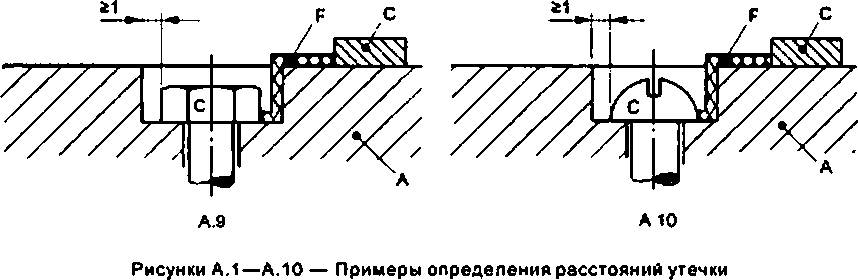 ≥1 F C ≥1 F C
C C
A A
А.9 А 10
Рисунки А.1—А.10 — Примеры определения расстояний утечки